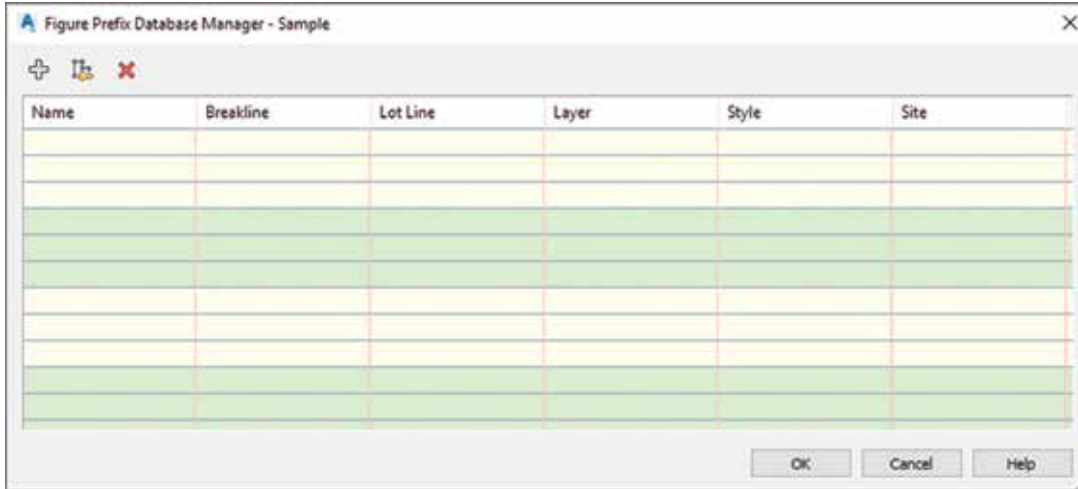 Figure Prefix Database Manager - Sample
Name Breakline Lot Line Layer Style Site
OK Cancel Help